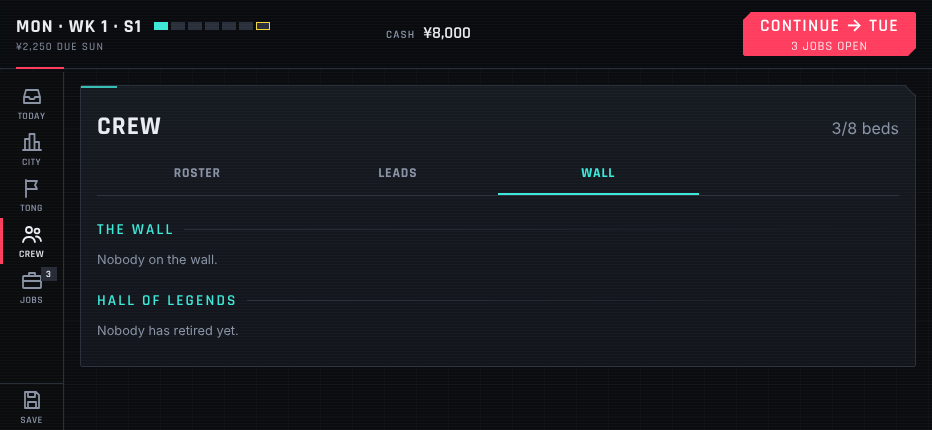 MON · WK 1 · S1
¥2,250 DUE SUN
CASH ¥8,000
CONTINUE → TUE
3 JOBS OPEN
TODAY
CITY
TONG
CREW
3
JOBS
SAVE
CREW
3/8 beds
ROSTER LEADS WALL
THE WALL
Nobody on the wall.
HALL OF LEGENDS
Nobody has retired yet.